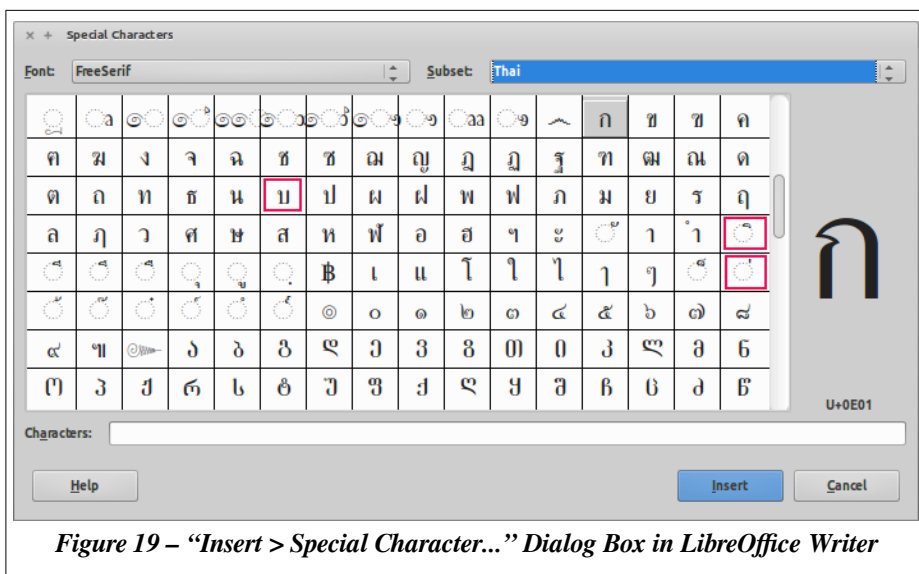 Special Characters
Font: FreeSerif Subset: Thai
◌ූ ◌ෘ ◌ෙ ◌ේ ◌ෛ ◌ො ◌ෝ ◌ෞ ◌ෟ ◌ෲ ◌ෳ ෴ ก ข ฃ ค
ฅ ฆ ง จ ฉ ช ซ ฌ ญ ฎ ฏ ฐ ฑ ฒ ณ ด
ต ถ ท ธ น บ ป ผ ฝ พ ฟ ภ ม ย ร ฤ
ล ฦ ว ศ ษ ส ห ฬ อ ฮ ฯ ะ ◌ั า ำ ◌ิ
◌ี ◌ึ ◌ื ◌ุ ◌ู ◌ฺ ฿ เ แ โ ใ ไ ๅ ๆ ◌็ ◌่
◌้ ◌๊ ◌๋ ◌์ ◌ํ ◌๎ ๏ ๐ ๑ ๒ ๓ ๔ ๕ ๖ ๗ ๘
๙ ๚ ๛ ა ბ გ დ ე ვ ზ თ ი კ ლ მ ნ
ო პ ჟ რ ს ტ უ ფ ქ ღ ყ შ ჩ ც ძ წ
ก
U+0E01
Characters:
Help Insert Cancel
Figure 19 – “Insert > Special Character...” Dialog Box in LibreOffice Writer